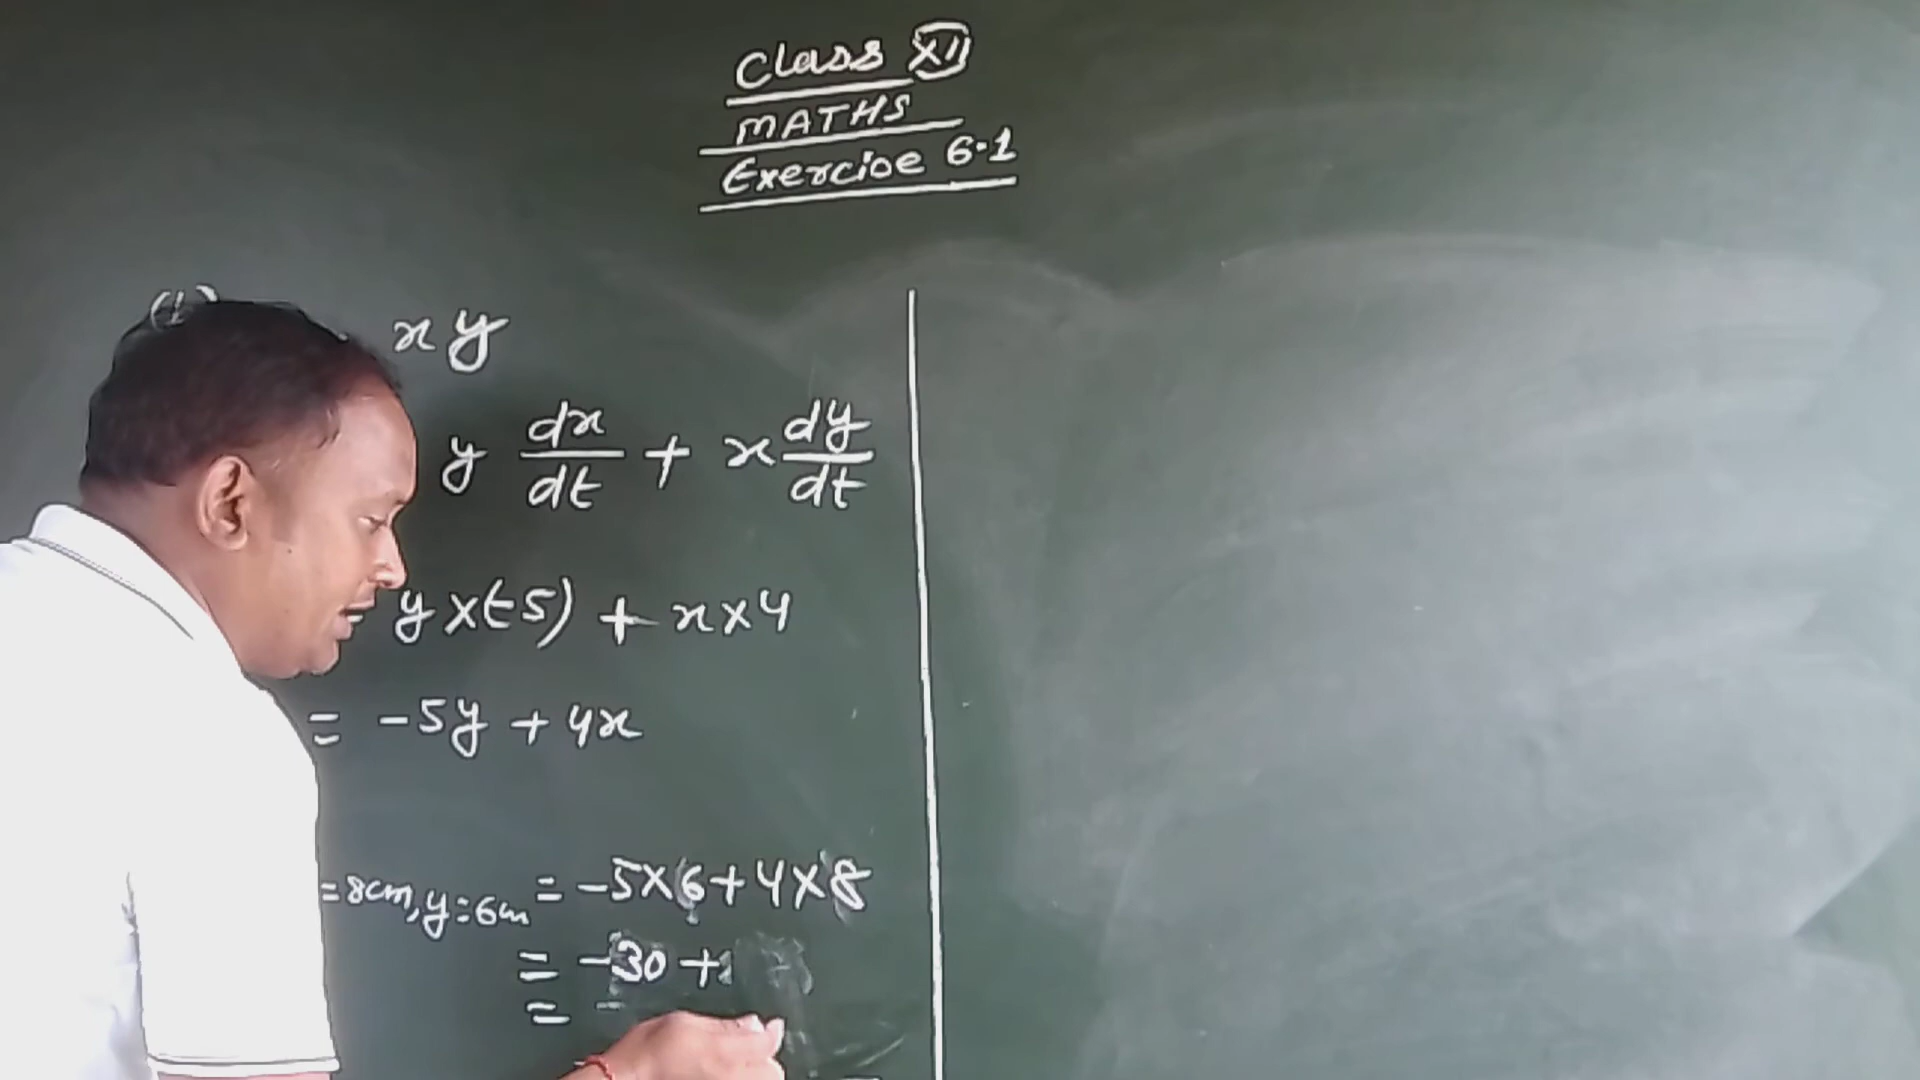 Class XII
MATHS
Exercise 6.1
(1)
xy
y dx/dt + x dy/dt
y×(-5) + x×4
= -5y + 4x
=8cm, y=6cm = -5×6+4×8
= -30 +
= -